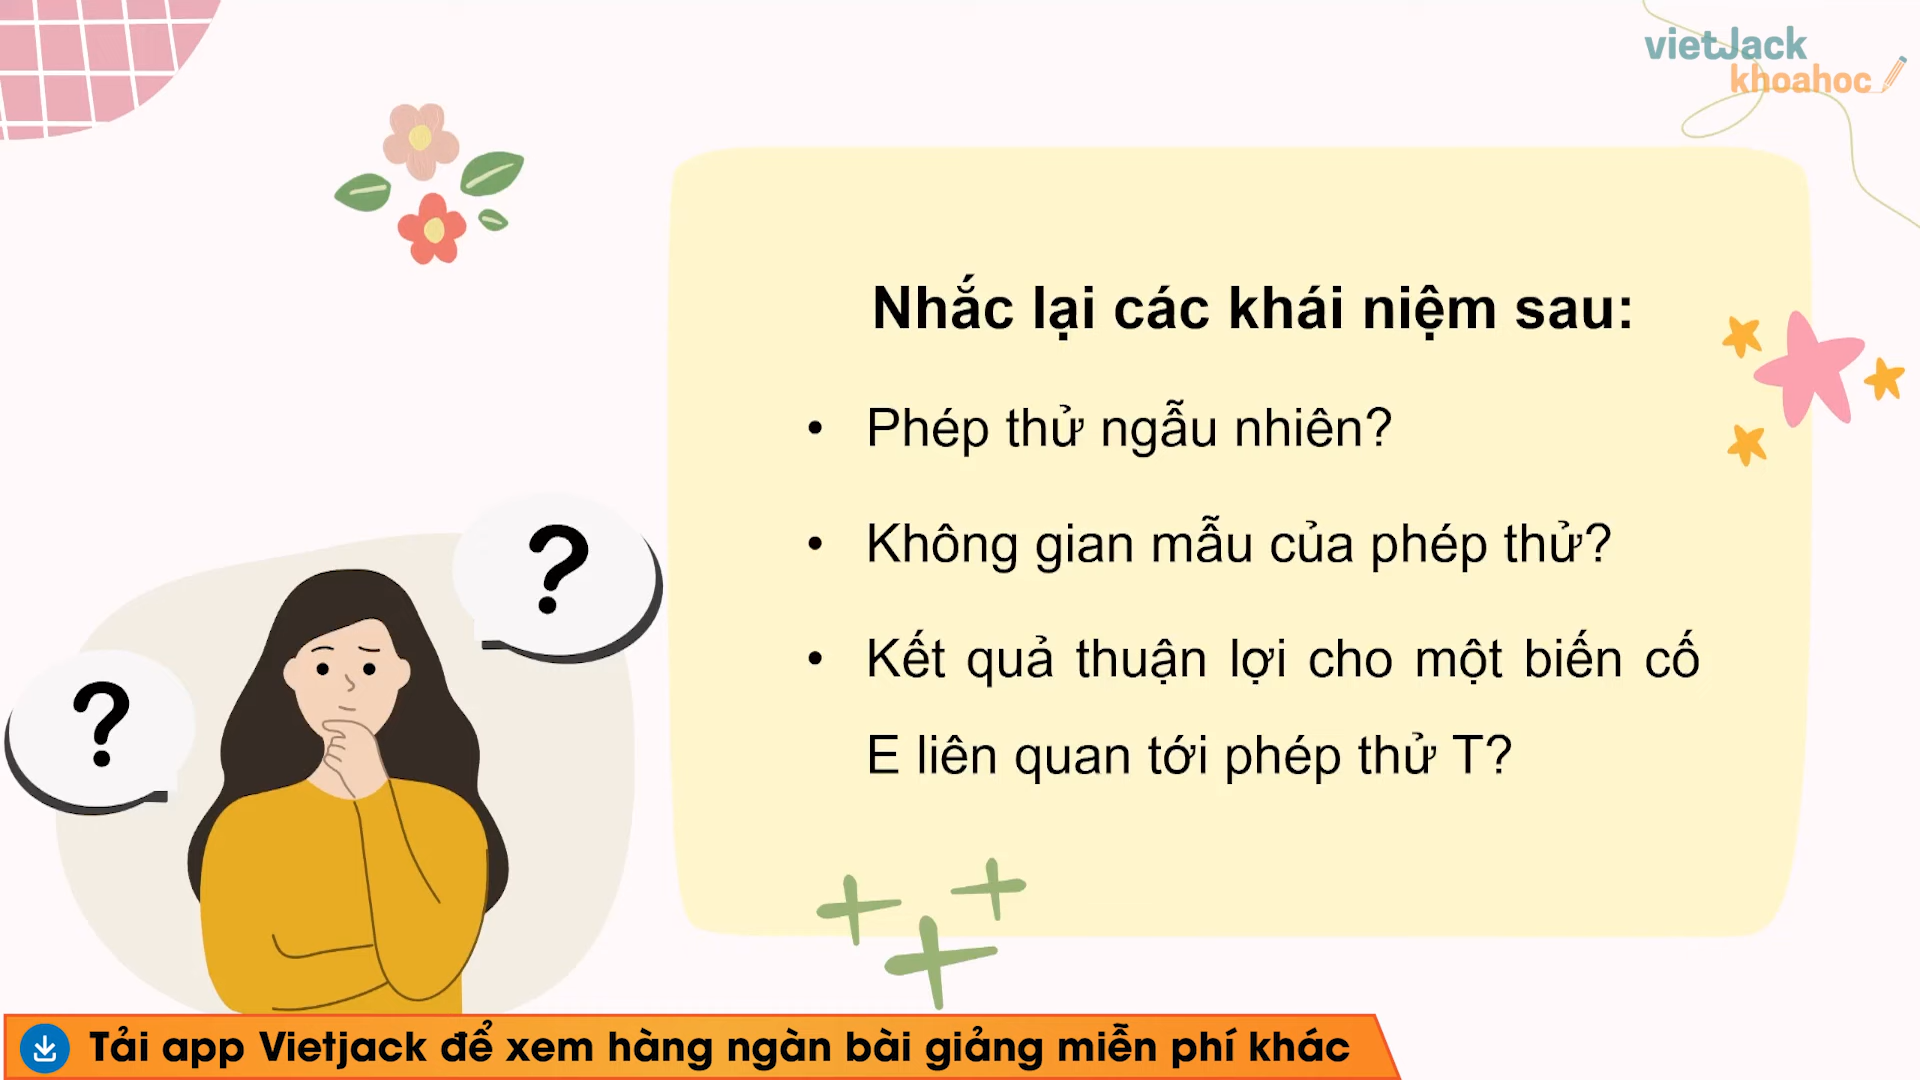 vietJack
khoahoc
Nhắc lại các khái niệm sau:
• Phép thử ngẫu nhiên?
• Không gian mẫu của phép thử?
• Kết quả thuận lợi cho một biến cố
E liên quan tới phép thử T?
?
?
Tải app Vietjack để xem hàng ngàn bài giảng miễn phí khác